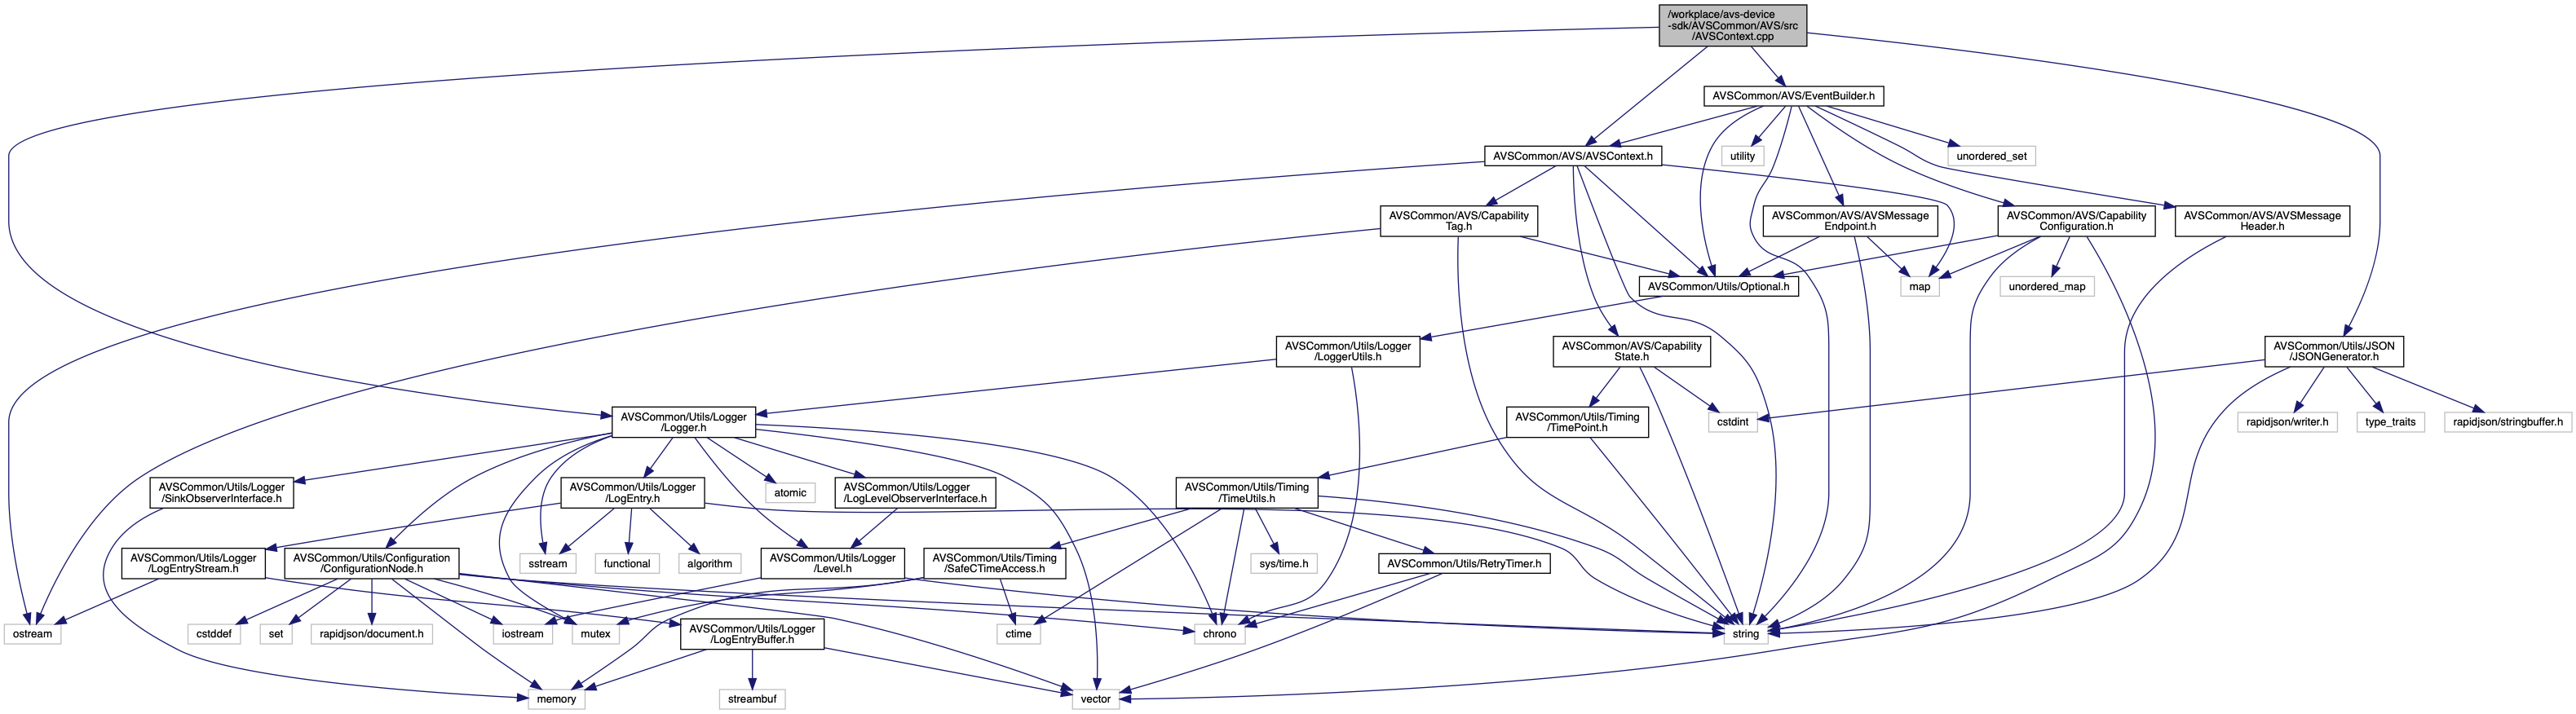 /workplace/avs-device
-sdk/AVSCommon/AVS/src
/AVSContext.cpp
AVSCommon/AVS/EventBuilder.h
AVSCommon/AVS/AVSContext.h
utility
unordered_set
AVSCommon/AVS/Capability
Tag.h
AVSCommon/AVS/AVSMessage
Endpoint.h
AVSCommon/AVS/Capability
Configuration.h
AVSCommon/AVS/AVSMessage
Header.h
AVSCommon/Utils/Optional.h
map
unordered_map
AVSCommon/Utils/Logger
/LoggerUtils.h
AVSCommon/AVS/Capability
State.h
AVSCommon/Utils/JSON
/JSONGenerator.h
AVSCommon/Utils/Logger
/Logger.h
AVSCommon/Utils/Timing
/TimePoint.h
cstdint
rapidjson/writer.h
type_traits
rapidjson/stringbuffer.h
AVSCommon/Utils/Logger
/SinkObserverInterface.h
AVSCommon/Utils/Logger
/LogEntry.h
atomic
AVSCommon/Utils/Logger
/LogLevelObserverInterface.h
AVSCommon/Utils/Timing
/TimeUtils.h
AVSCommon/Utils/Logger
/LogEntryStream.h
AVSCommon/Utils/Configuration
/ConfigurationNode.h
sstream
functional
algorithm
AVSCommon/Utils/Logger
/Level.h
AVSCommon/Utils/Timing
/SafeCTimeAccess.h
sys/time.h
AVSCommon/Utils/RetryTimer.h
ostream
cstddef
set
rapidjson/document.h
iostream
mutex
AVSCommon/Utils/Logger
/LogEntryBuffer.h
ctime
chrono
string
memory
streambuf
vector